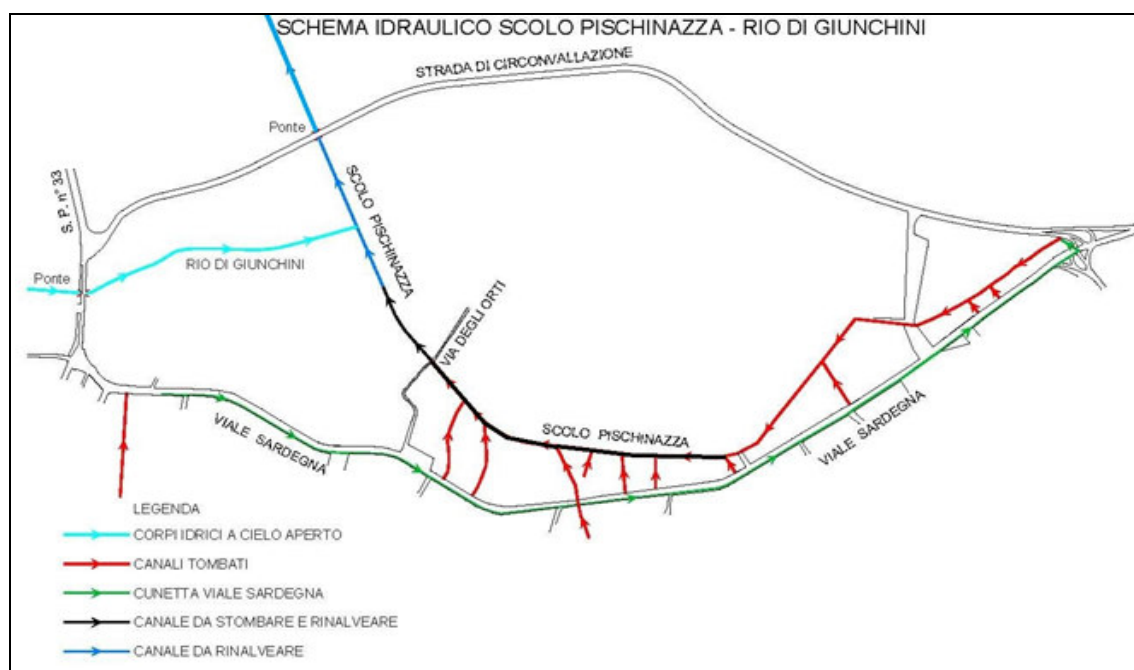 SCHEMA IDRAULICO SCOLO PISCHINAZZA - RIO DI GIUNCHINI
STRADA DI CIRCONVALLAZIONE
Ponte
SCOLO PISCHINAZZA
S. P. n° 33
RIO DI GIUNCHINI
Ponte
VIA DEGLI ORTI
VIALE SARDEGNA
SCOLO PISCHINAZZA
VIALE SARDEGNA
LEGENDA
CORPI IDRICI A CIELO APERTO
CANALI TOMBATI
CUNETTA VIALE SARDEGNA
CANALE DA STOMBARE E RINALVEARE
CANALE DA RINALVEARE